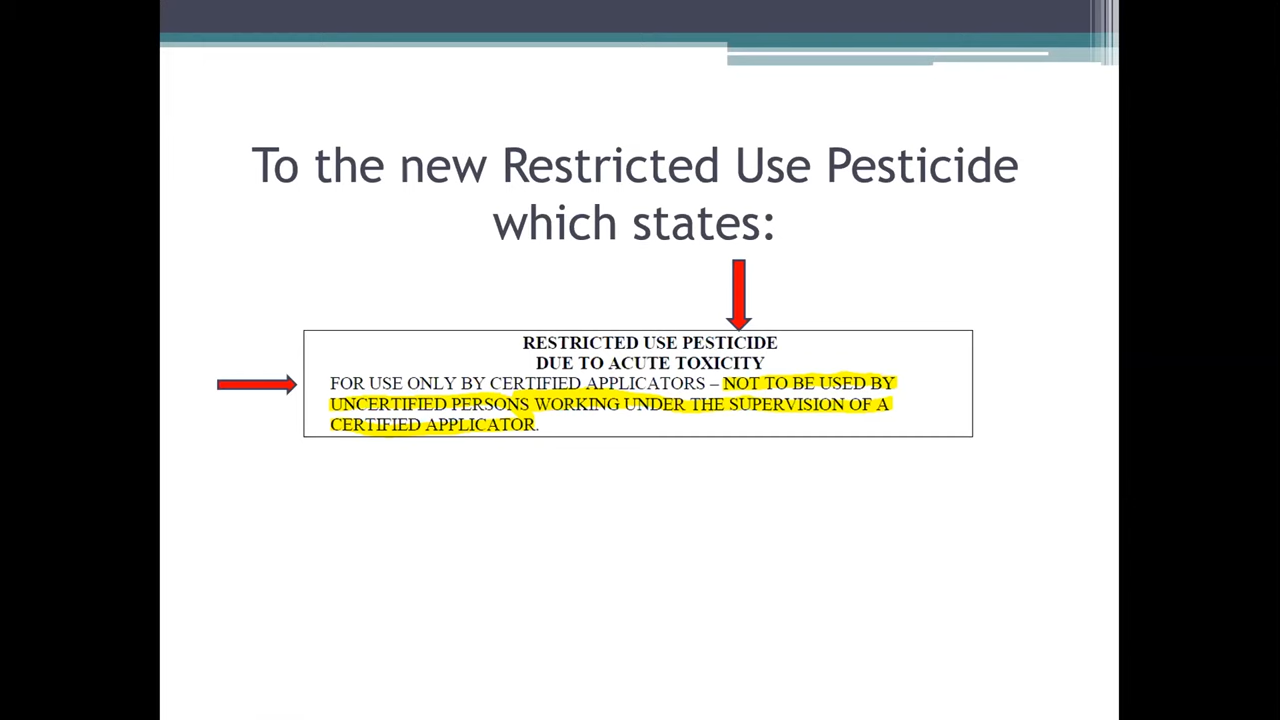 To the new Restricted Use Pesticide
which states:
RESTRICTED USE PESTICIDE
DUE TO ACUTE TOXICITY
FOR USE ONLY BY CERTIFIED APPLICATORS – NOT TO BE USED BY
UNCERTIFIED PERSONS WORKING UNDER THE SUPERVISION OF A
CERTIFIED APPLICATOR.